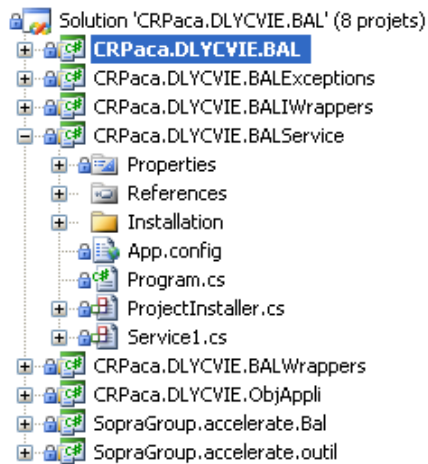 Solution 'CRPaca.DLYCVIE.BAL' (8 projets)
CRPaca.DLYCVIE.BAL
CRPaca.DLYCVIE.BALExceptions
CRPaca.DLYCVIE.BALIWrappers
CRPaca.DLYCVIE.BALService
Properties
References
Installation
App.config
Program.cs
ProjectInstaller.cs
Service1.cs
CRPaca.DLYCVIE.BALWrappers
CRPaca.DLYCVIE.ObjAppli
SopraGroup.accelerate.Bal
SopraGroup.accelerate.outil